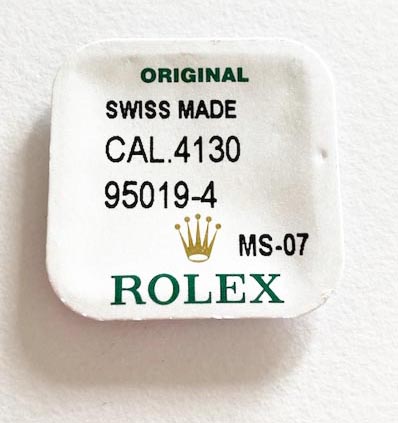 ORIGINAL
SWISS MADE
CAL.4130
95019-4
MS-07
ROLEX